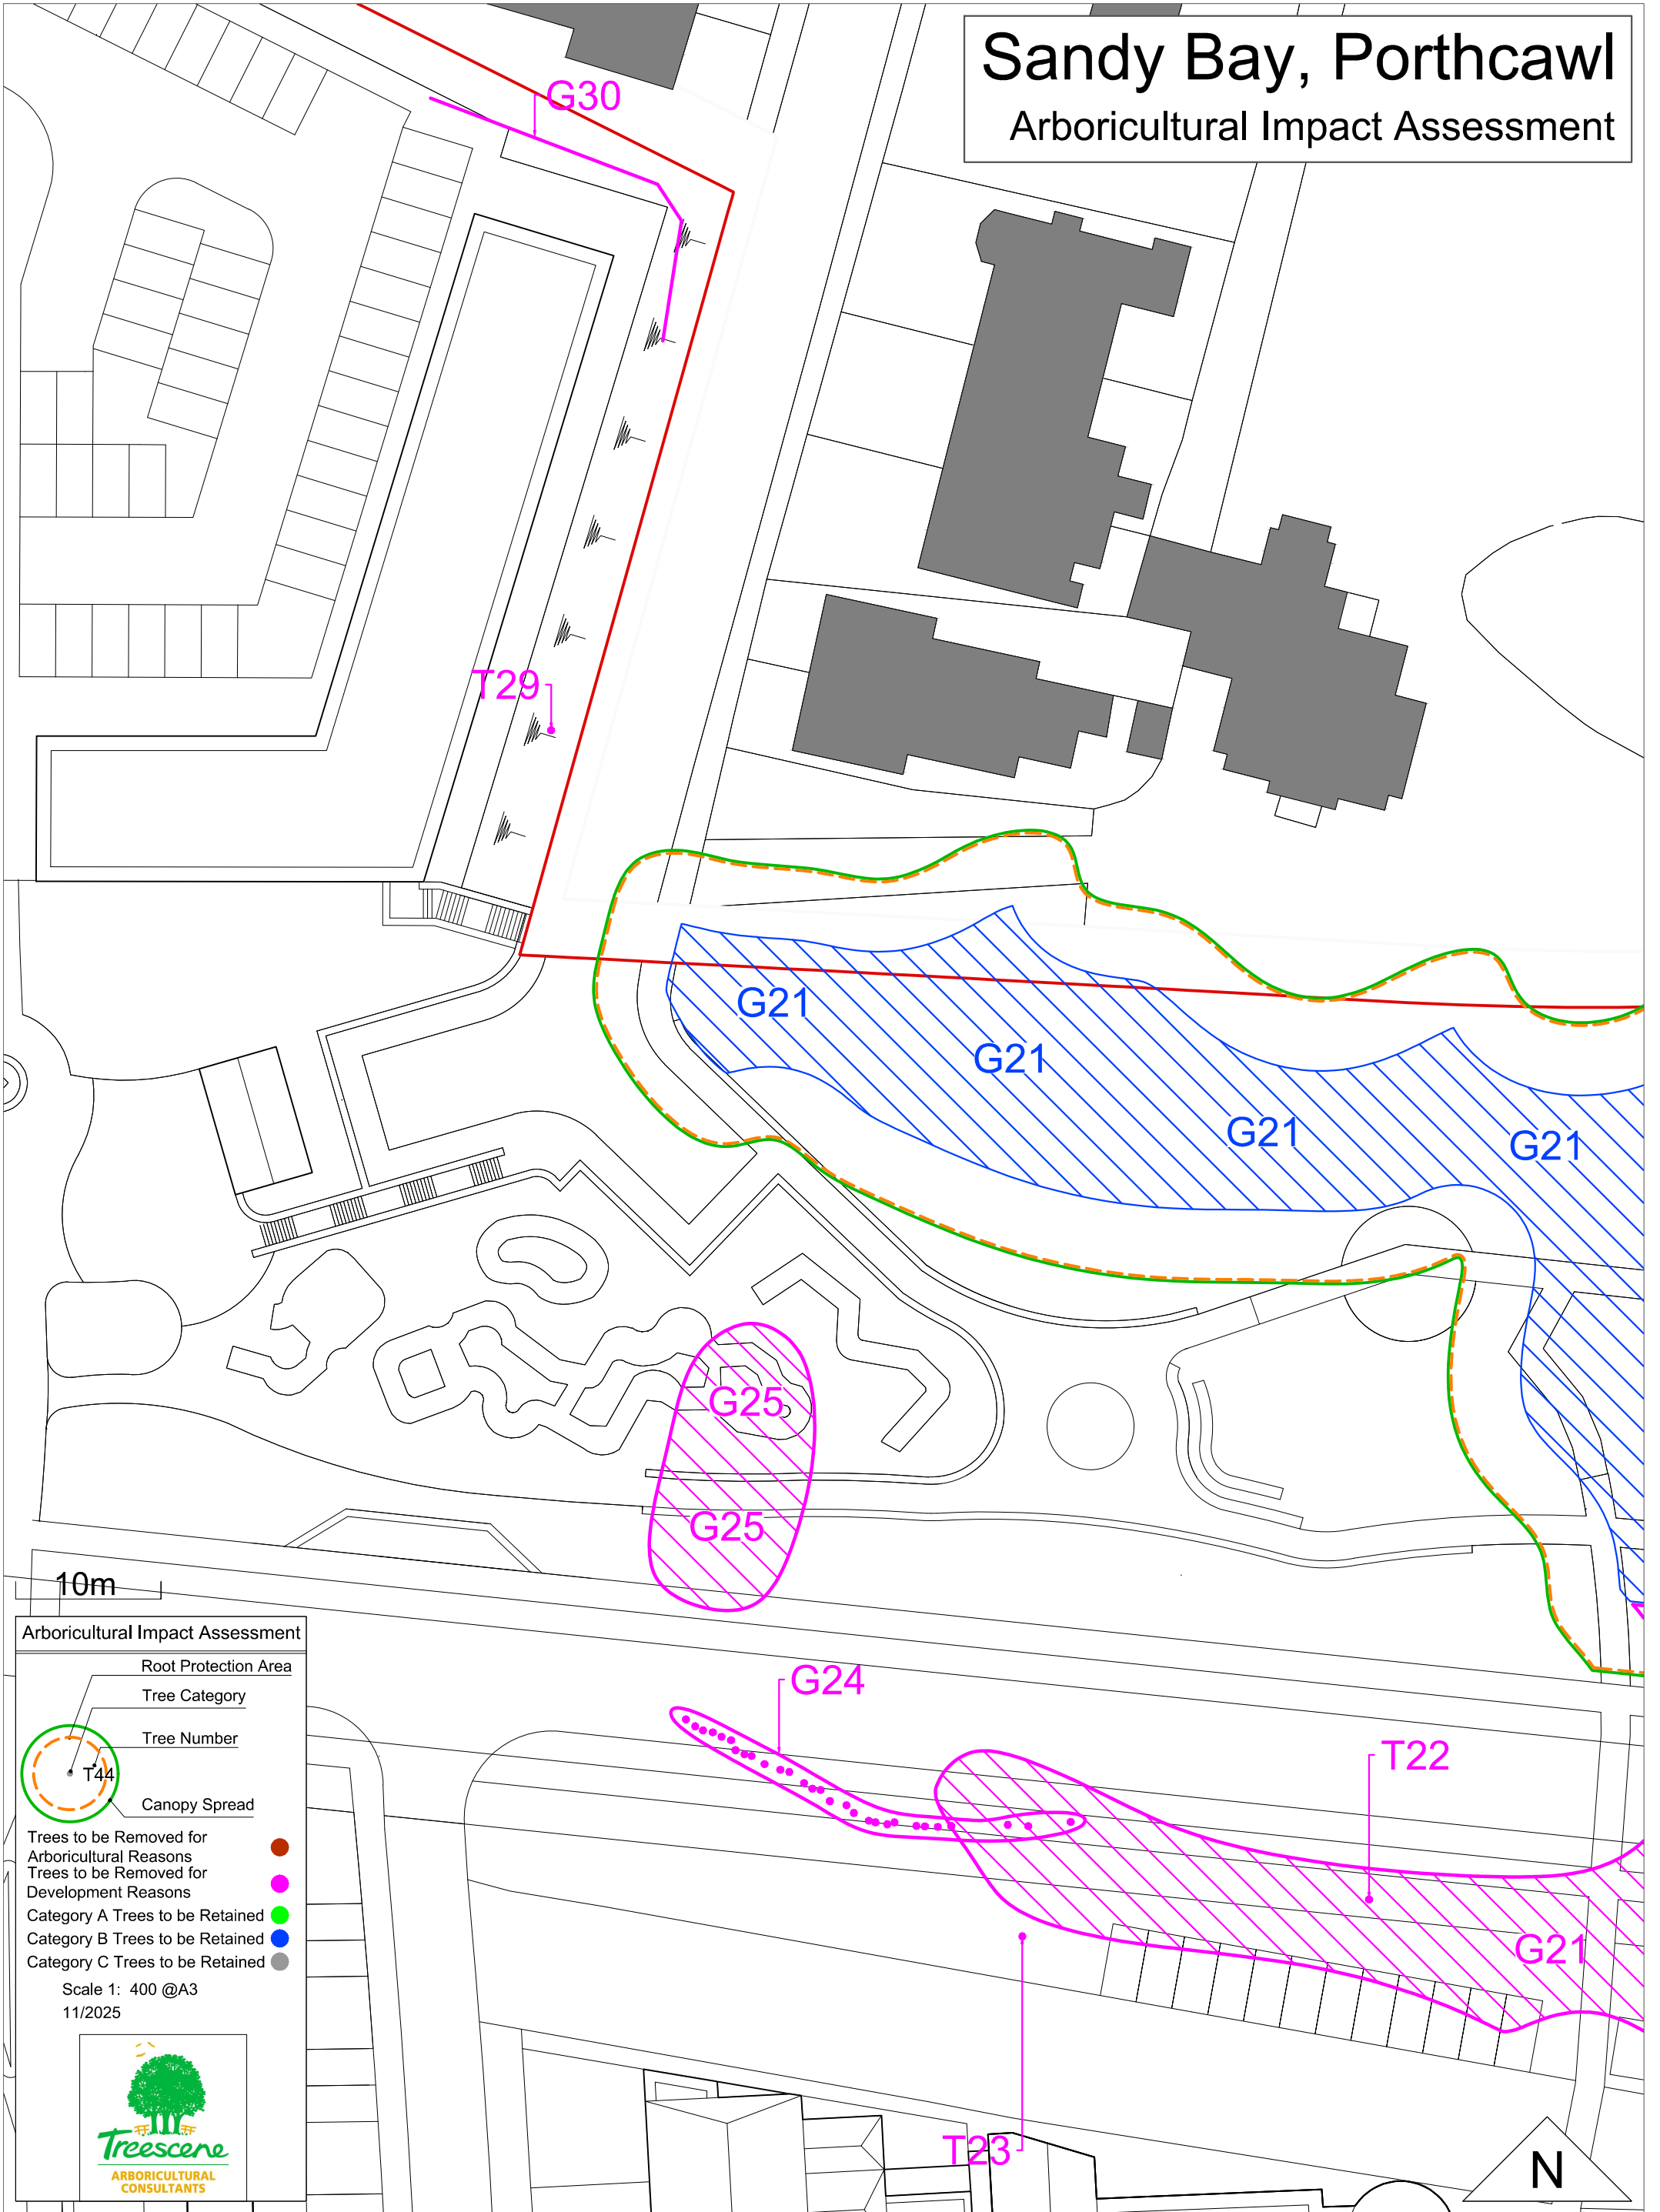 Sandy Bay, Porthcawl
Arboricultural Impact Assessment
G30
T29
G21
G21
G21
G21
G25
G25
10m
Arboricultural Impact Assessment
Root Protection Area
Tree Category
Tree Number
T44
Canopy Spread
Trees to be Removed for
Arboricultural Reasons
Trees to be Removed for
Development Reasons
Category A Trees to be Retained
Category B Trees to be Retained
Category C Trees to be Retained
Scale 1: 400 @A3
11/2025
Treescene
ARBORICULTURAL
CONSULTANTS
G24
T22
G21
T23
N